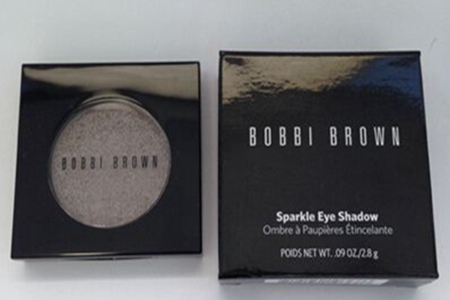 BOBBI BROWN
BOBBI BROWN
Sparkle Eye Shadow
Ombre à Paupières Étincelante
POIDS NET WT. .09 OZ/2.8 g